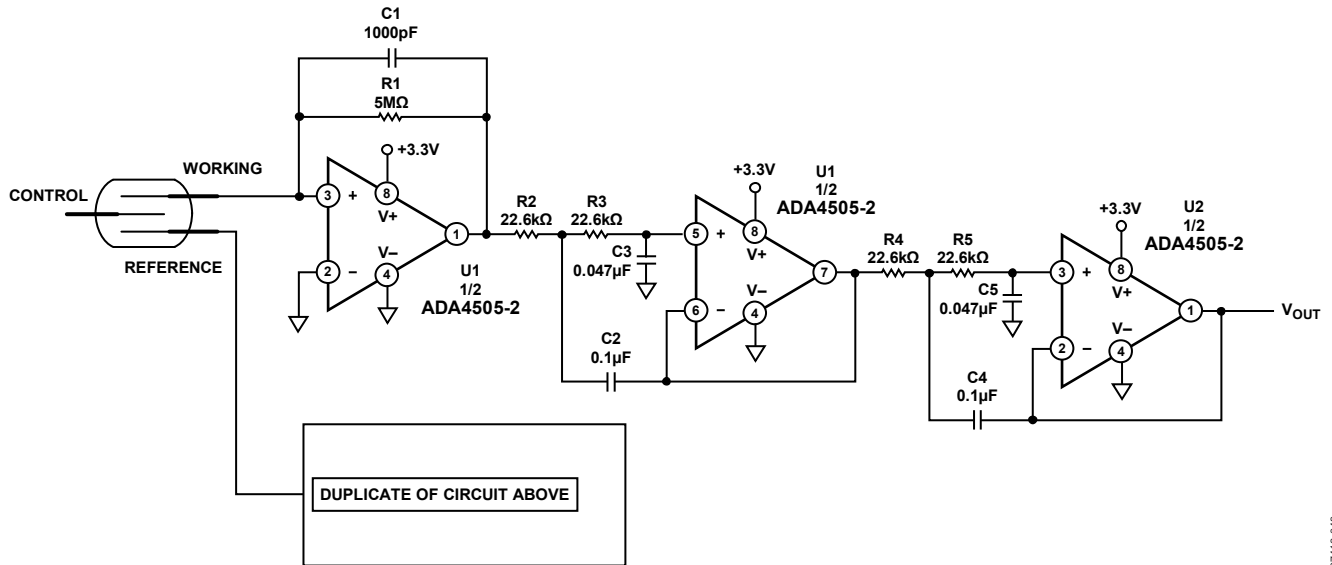 C1
1000pF
R1
5MΩ
+3.3V
WORKING
CONTROL
REFERENCE
3
+
8
V+
1
2
−
V−
4
U1
1/2
ADA4505-2
R2
22.6kΩ
R3
22.6kΩ
C3
0.047µF
C2
0.1µF
+3.3V
U1
1/2
ADA4505-2
5
+
8
V+
7
6
−
V−
4
R4
22.6kΩ
R5
22.6kΩ
C5
0.047µF
C4
0.1µF
+3.3V
U2
1/2
ADA4505-2
3
+
8
V+
1
2
−
V−
4
VOUT
DUPLICATE OF CIRCUIT ABOVE